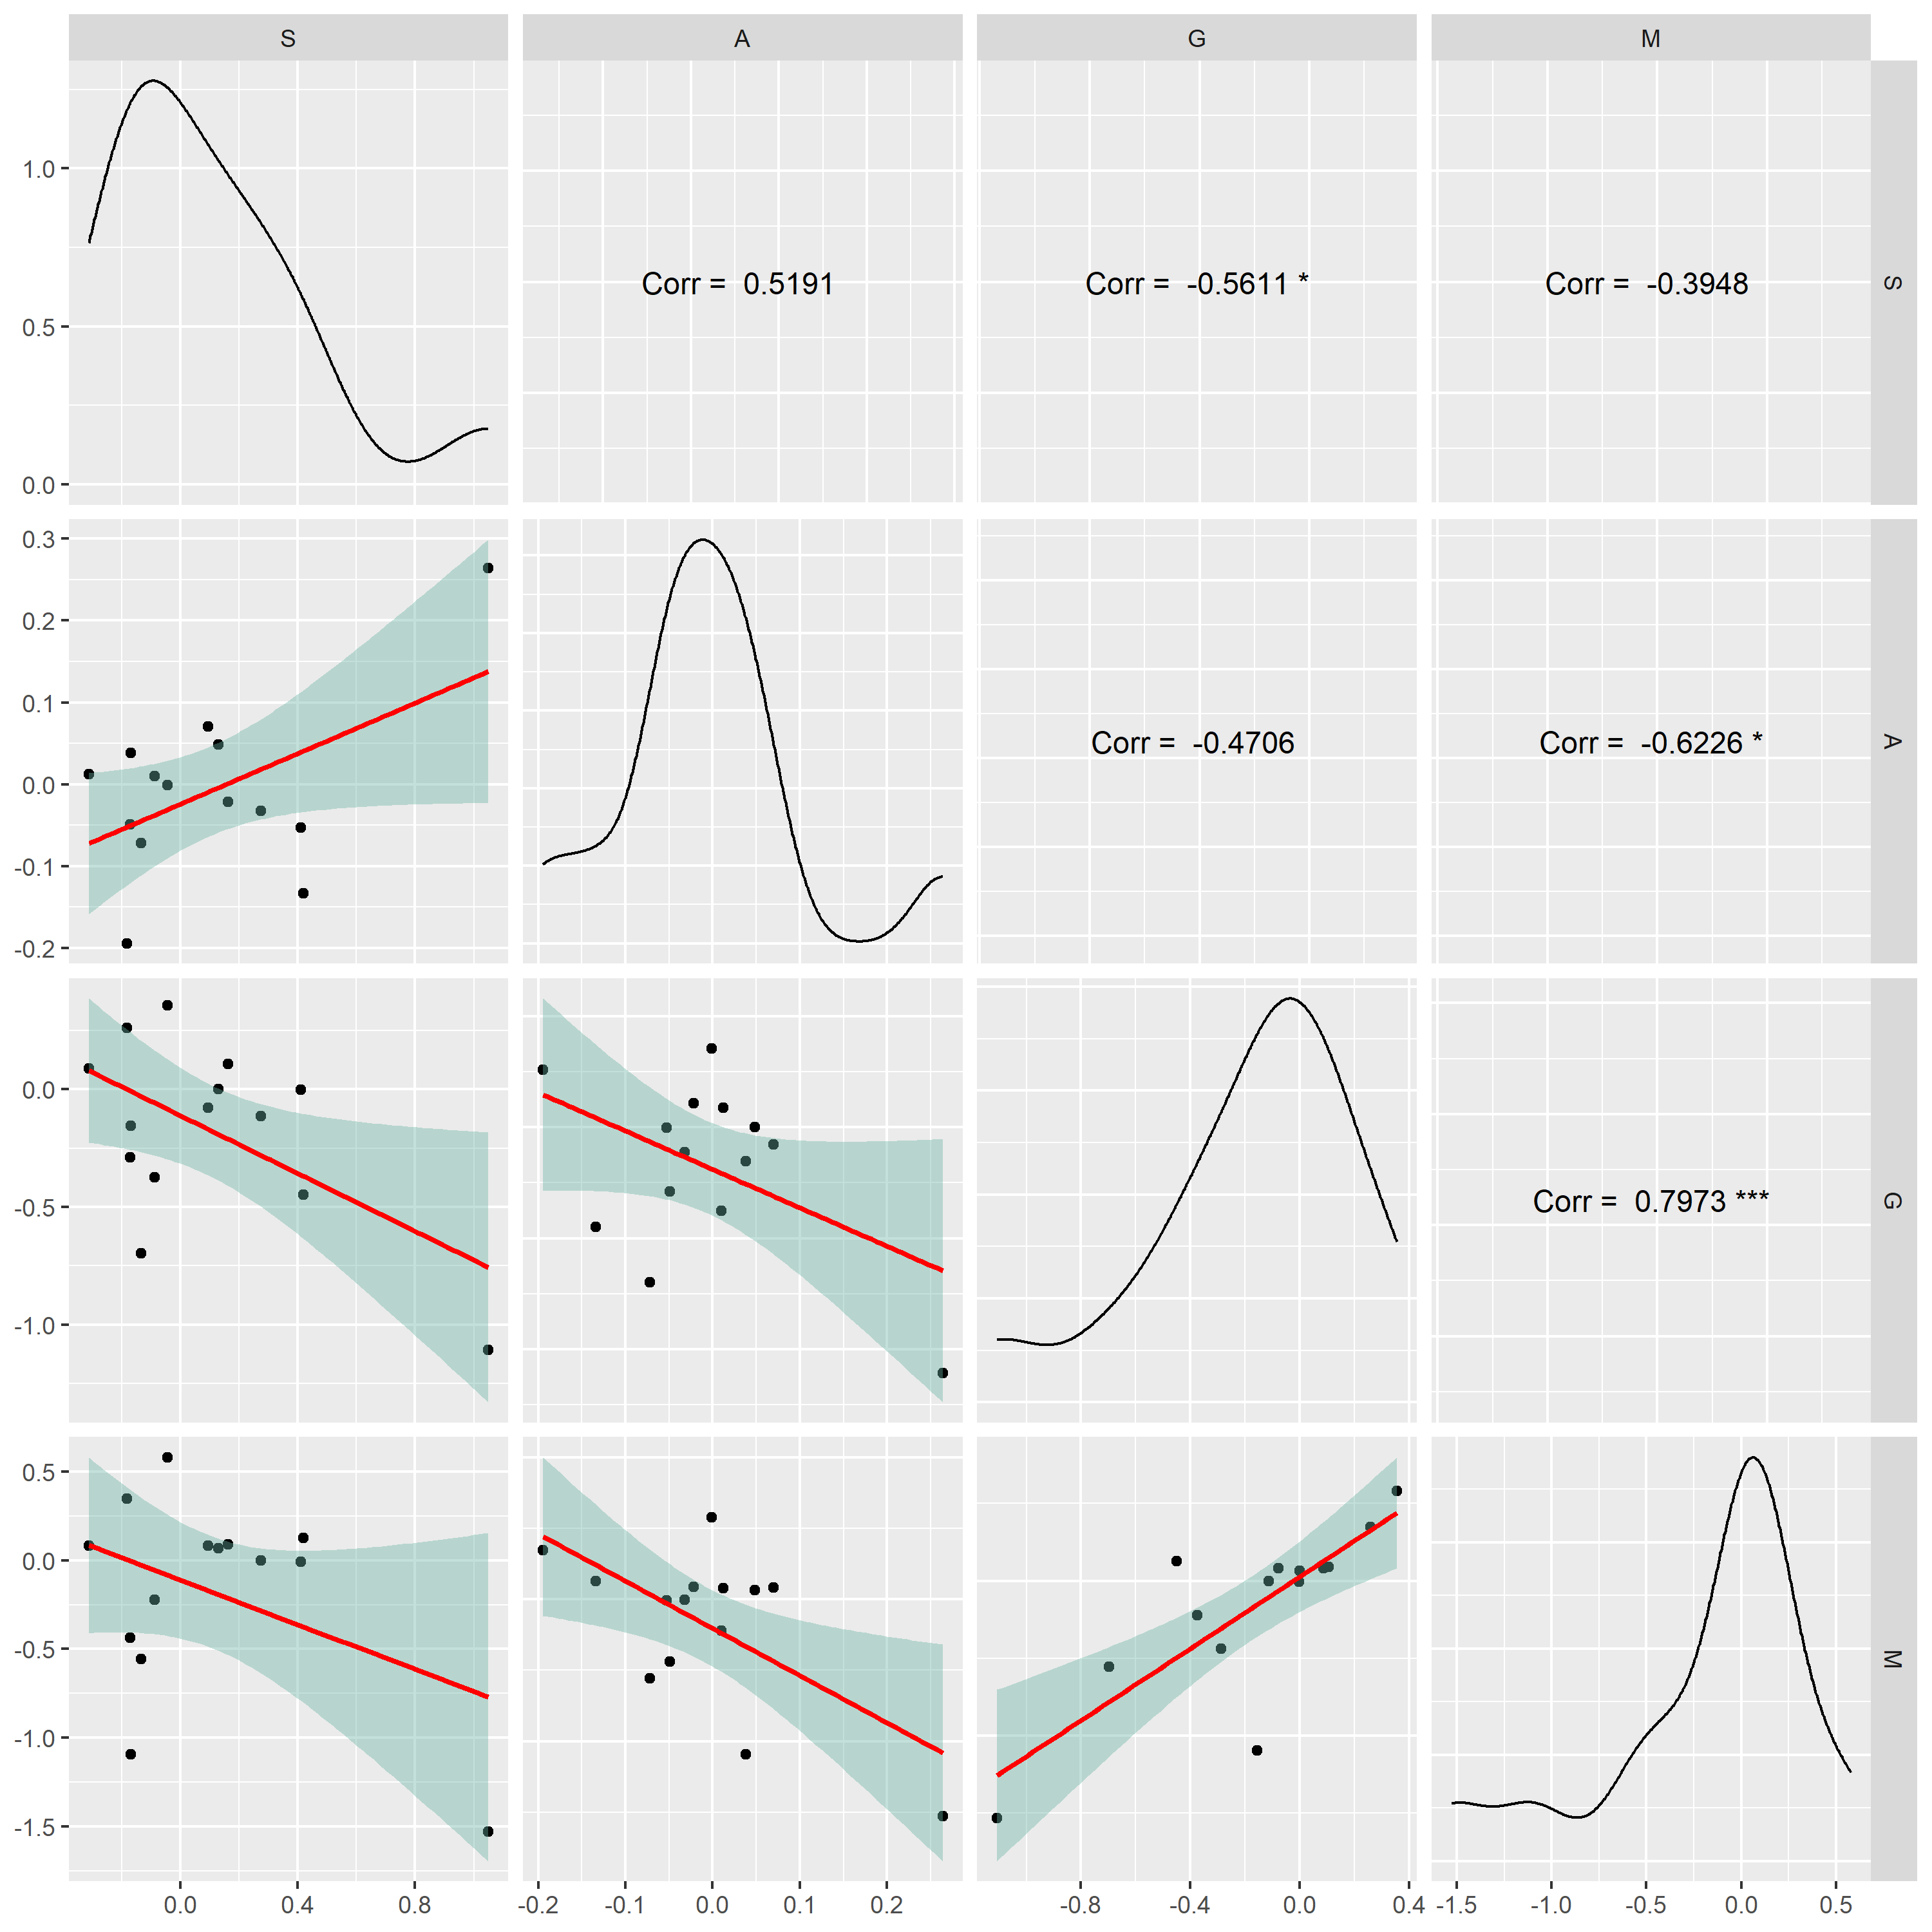 S A G M
1.0
0.5
0.0
Corr = 0.5191
Corr = -0.5611 *
Corr = -0.3948
S
0.3
0.2
0.1
0.0
-0.1
-0.2
Corr = -0.4706
Corr = -0.6226 *
A
0.0
-0.5
-1.0
Corr = 0.7973 ***
G
0.5
0.0
-0.5
-1.0
-1.5
M
0.0 0.4 0.8
-0.2 -0.1 0.0 0.1 0.2
-0.8 -0.4 0.0 0.4
-1.5 -1.0 -0.5 0.0 0.5